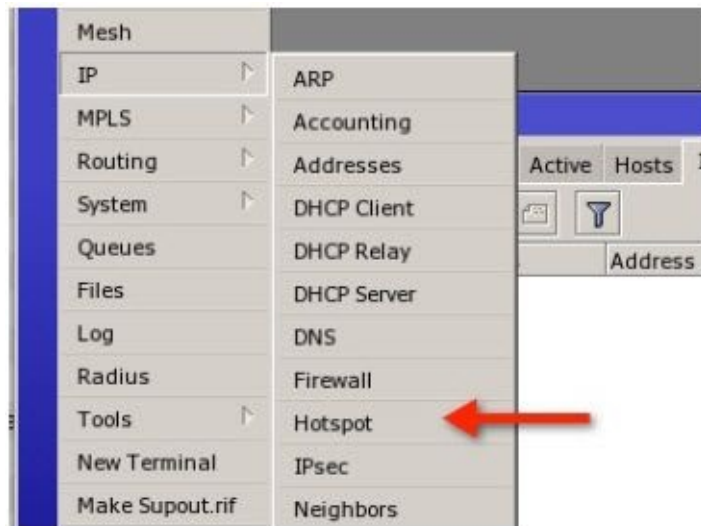 Mesh
IP
MPLS
Routing
System
Queues
Files
Log
Radius
Tools
New Terminal
Make Supout.rif
ARP
Accounting
Addresses
DHCP Client
DHCP Relay
DHCP Server
DNS
Firewall
Hotspot
IPsec
Neighbors
Active Hosts
Address